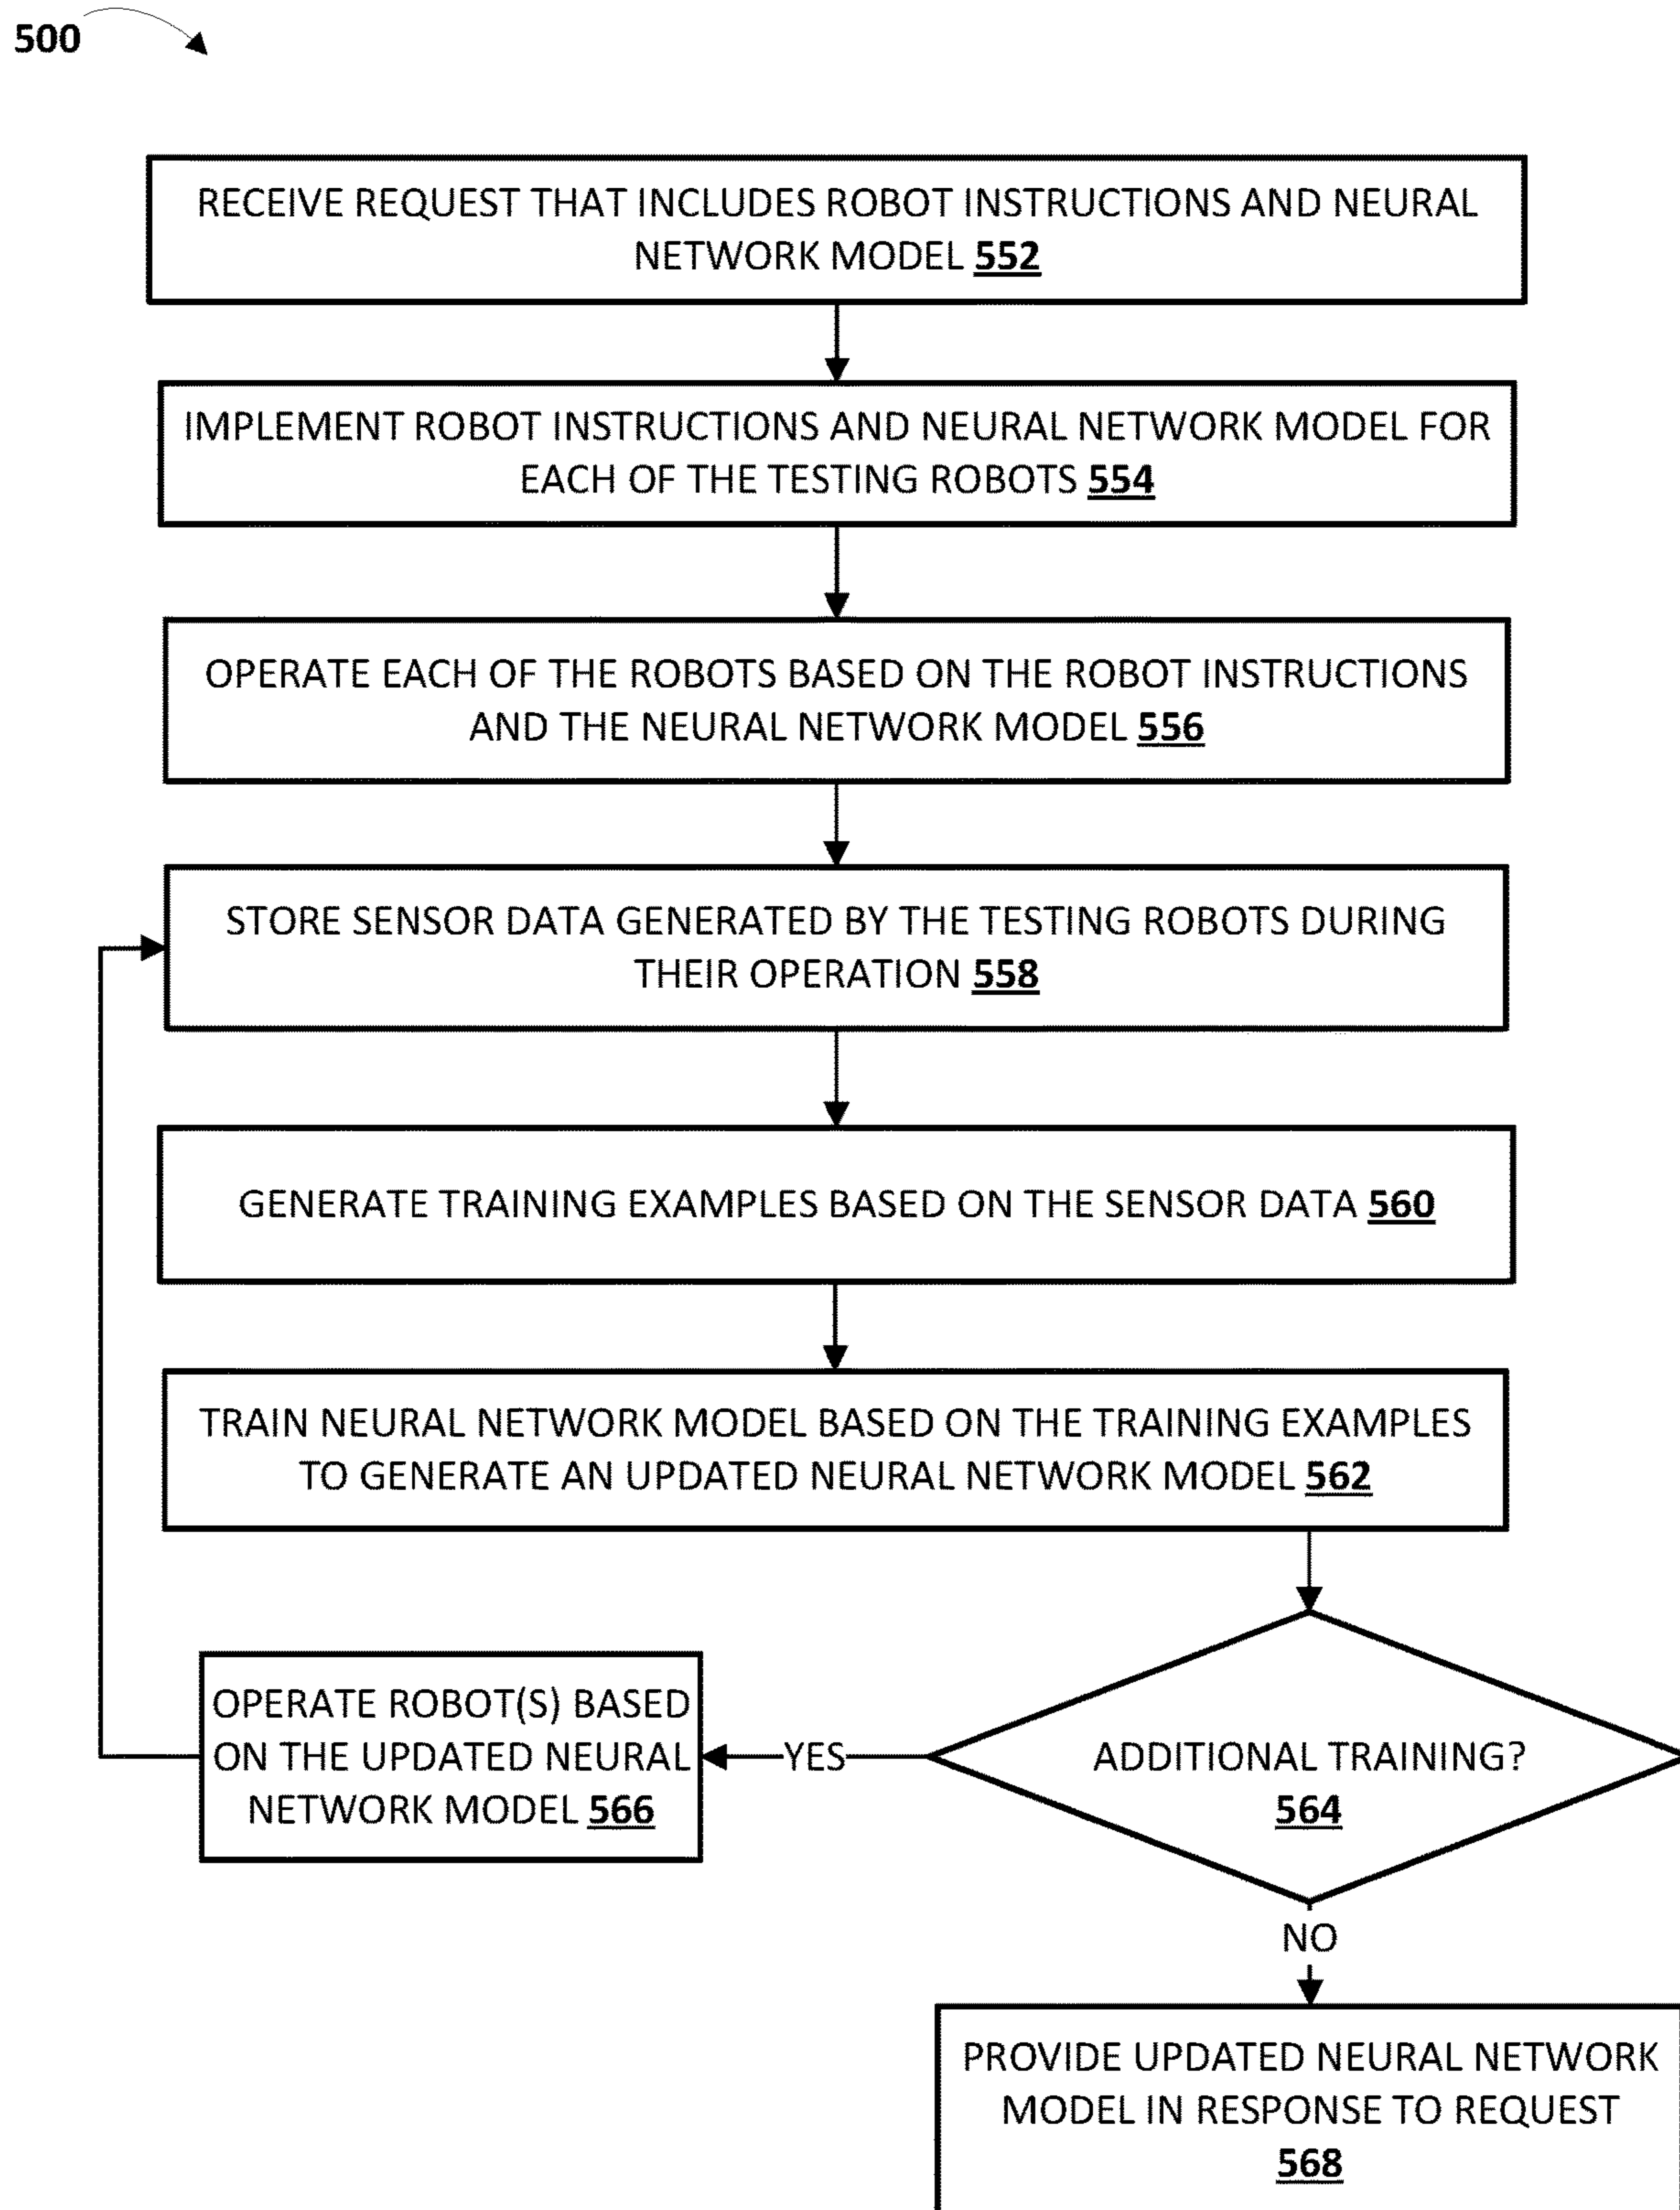 500
RECEIVE REQUEST THAT INCLUDES ROBOT INSTRUCTIONS AND NEURAL
NETWORK MODEL 552
IMPLEMENT ROBOT INSTRUCTIONS AND NEURAL NETWORK MODEL FOR
EACH OF THE TESTING ROBOTS 554
OPERATE EACH OF THE ROBOTS BASED ON THE ROBOT INSTRUCTIONS
AND THE NEURAL NETWORK MODEL 556
STORE SENSOR DATA GENERATED BY THE TESTING ROBOTS DURING
THEIR OPERATION 558
GENERATE TRAINING EXAMPLES BASED ON THE SENSOR DATA 560
TRAIN NEURAL NETWORK MODEL BASED ON THE TRAINING EXAMPLES
TO GENERATE AN UPDATED NEURAL NETWORK MODEL 562
ADDITIONAL TRAINING?
564
YES
OPERATE ROBOT(S) BASED
ON THE UPDATED NEURAL
NETWORK MODEL 566
NO
PROVIDE UPDATED NEURAL NETWORK
MODEL IN RESPONSE TO REQUEST
568